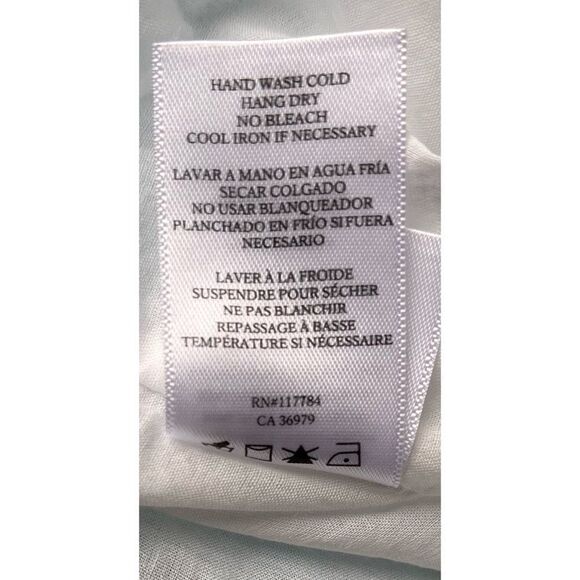 HAND WASH COLD
HANG DRY
NO BLEACH
COOL IRON IF NECESSARY
LAVAR A MANO EN AGUA FRÍA
SECAR COLGADO
NO USAR BLANQUEADOR
PLANCHADO EN FRÍO SI FUERA
NECESARIO
LAVER À LA FROIDE
SUSPENDRE POUR SÉCHER
NE PAS BLANCHIR
REPASSAGE À BASSE
TEMPÉRATURE SI NÉCESSAIRE
RN#117784
CA 36979